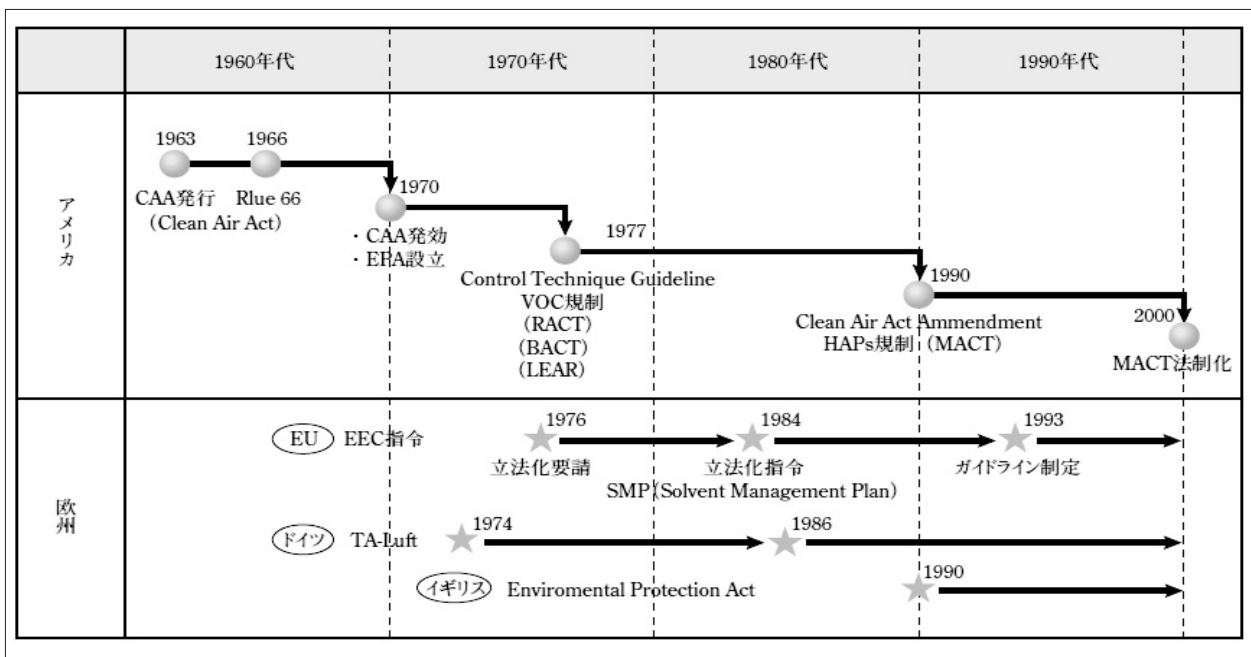 1960年代
1970年代
1980年代
1990年代
アメリカ
1963
1966
CAA発行 Rlue 66
(Clean Air Act)
1970
・CAA発効
・EPA設立
1977
Control Technique Guideline
VOC規制
(RACT)
(BACT)
(LEAR)
1990
Clean Air Act Ammendment
HAPs規制 (MACT)
2000
MACT法制化
欧州
EU EEC指令
1976
立法化要請
1984
立法化指令
SMP(Solvent Management Plan)
1993
ガイドライン制定
ドイツ TA-Luft
1974
1986
イギリス Enviromental Protection Act
1990